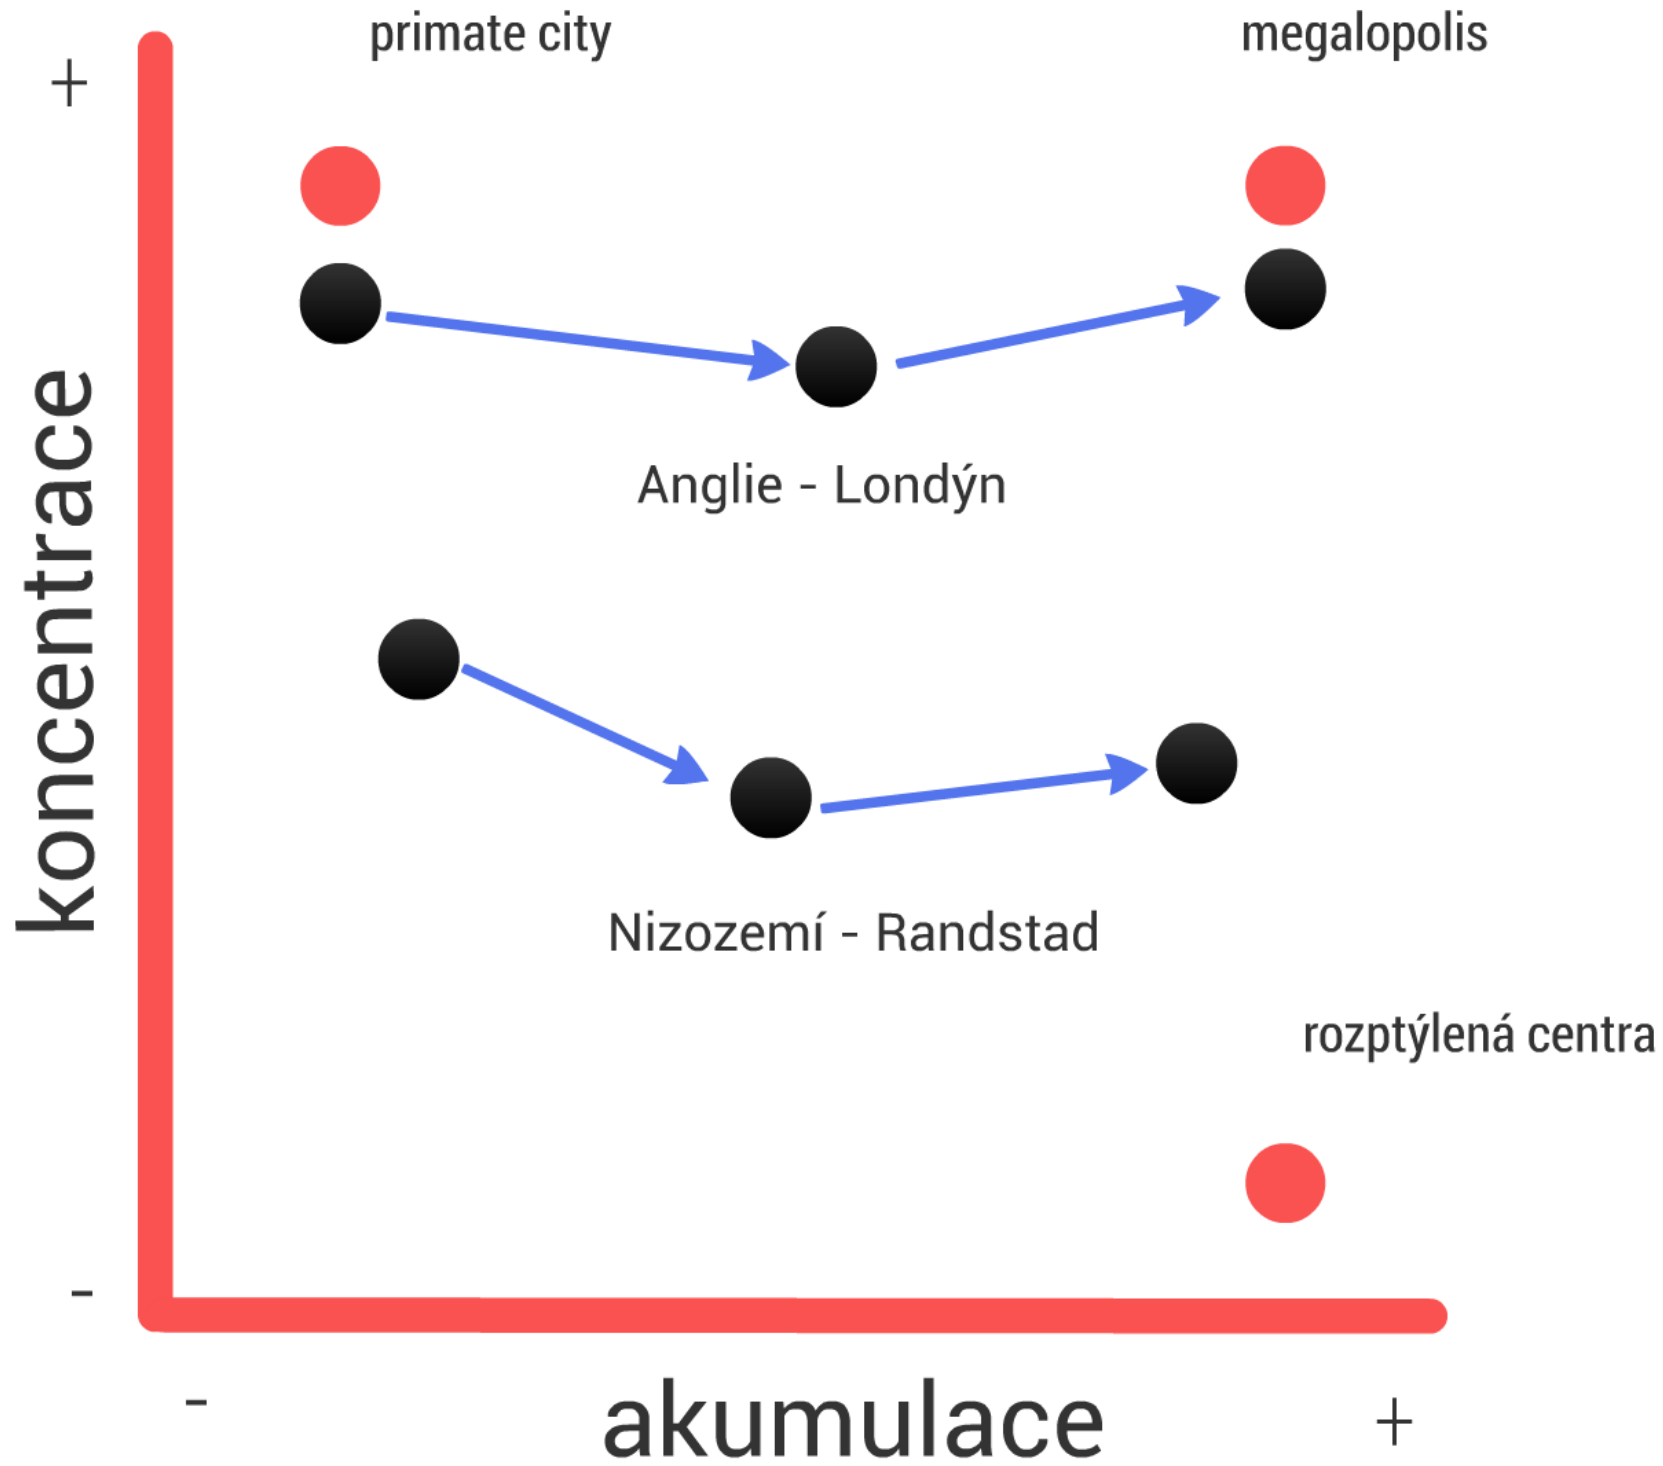 primate city
megalopolis
+
koncentrace
Anglie - Londýn
Nizozemí - Randstad
rozptýlená centra
-
-
akumulace
+